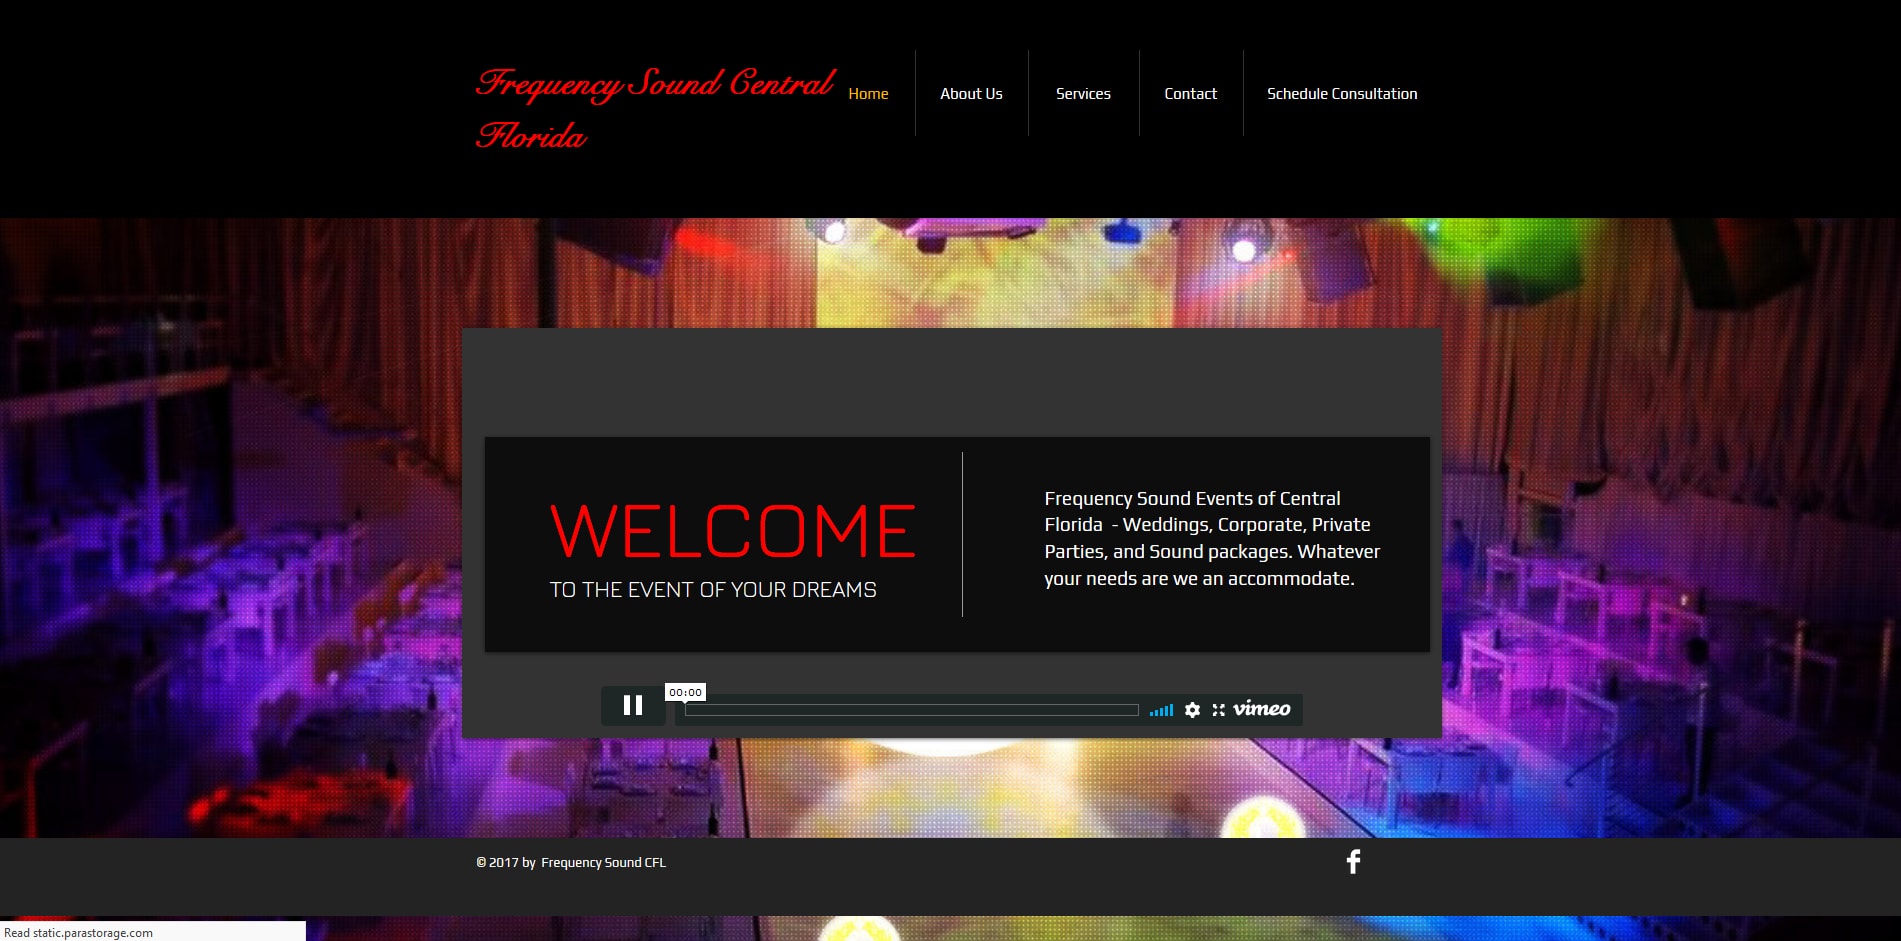 Frequency Sound Central
Florida
Home
About Us
Services
Contact
Schedule Consultation
WELCOME
TO THE EVENT OF YOUR DREAMS
Frequency Sound Events of Central
Florida  - Weddings, Corporate, Private
Parties, and Sound packages. Whatever
your needs are we an accommodate.
00:00
vimeo
© 2017 by  Frequency Sound CFL
Read static.parastorage.com